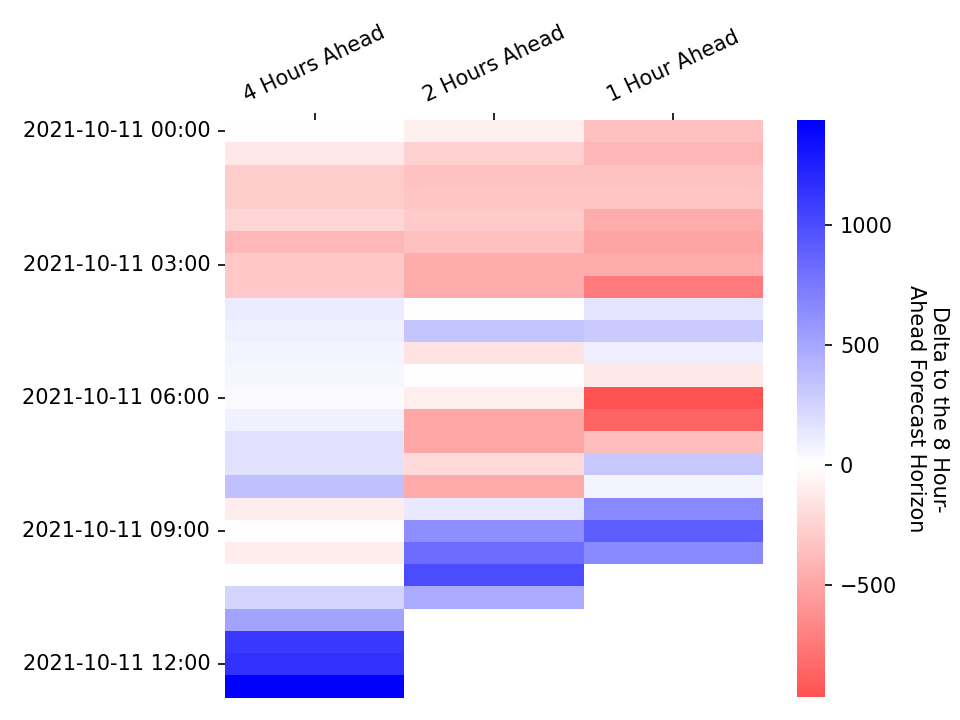 4 Hours Ahead
2 Hours Ahead
1 Hour Ahead
2021-10-11 00:00
2021-10-11 03:00
2021-10-11 06:00
2021-10-11 09:00
2021-10-11 12:00
1000
500
0
−500
Delta to the 8 Hour-
Ahead Forecast Horizon